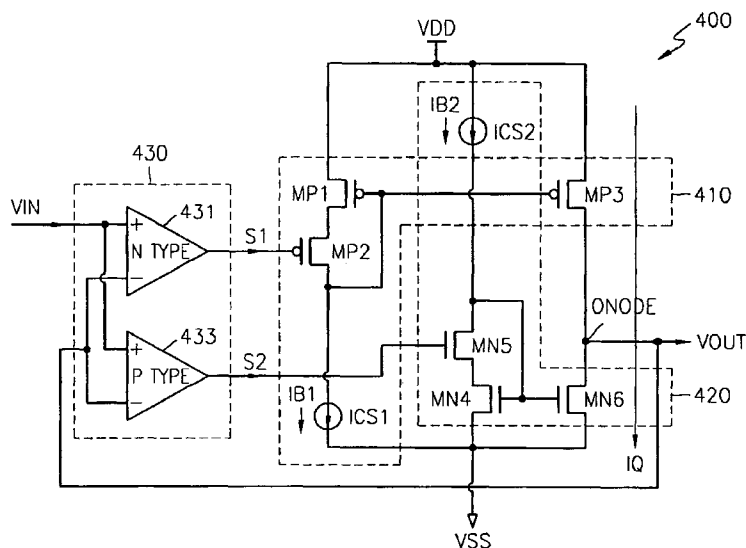 VDD
400
430
IB2
ICS2
VIN
431
MP1
MP3
410
+
N TYPE
-
S1
MP2
ONODE
433
VOUT
+
P TYPE
-
S2
MN5
IB1
ICS1
MN4
MN6
420
IQ
VSS